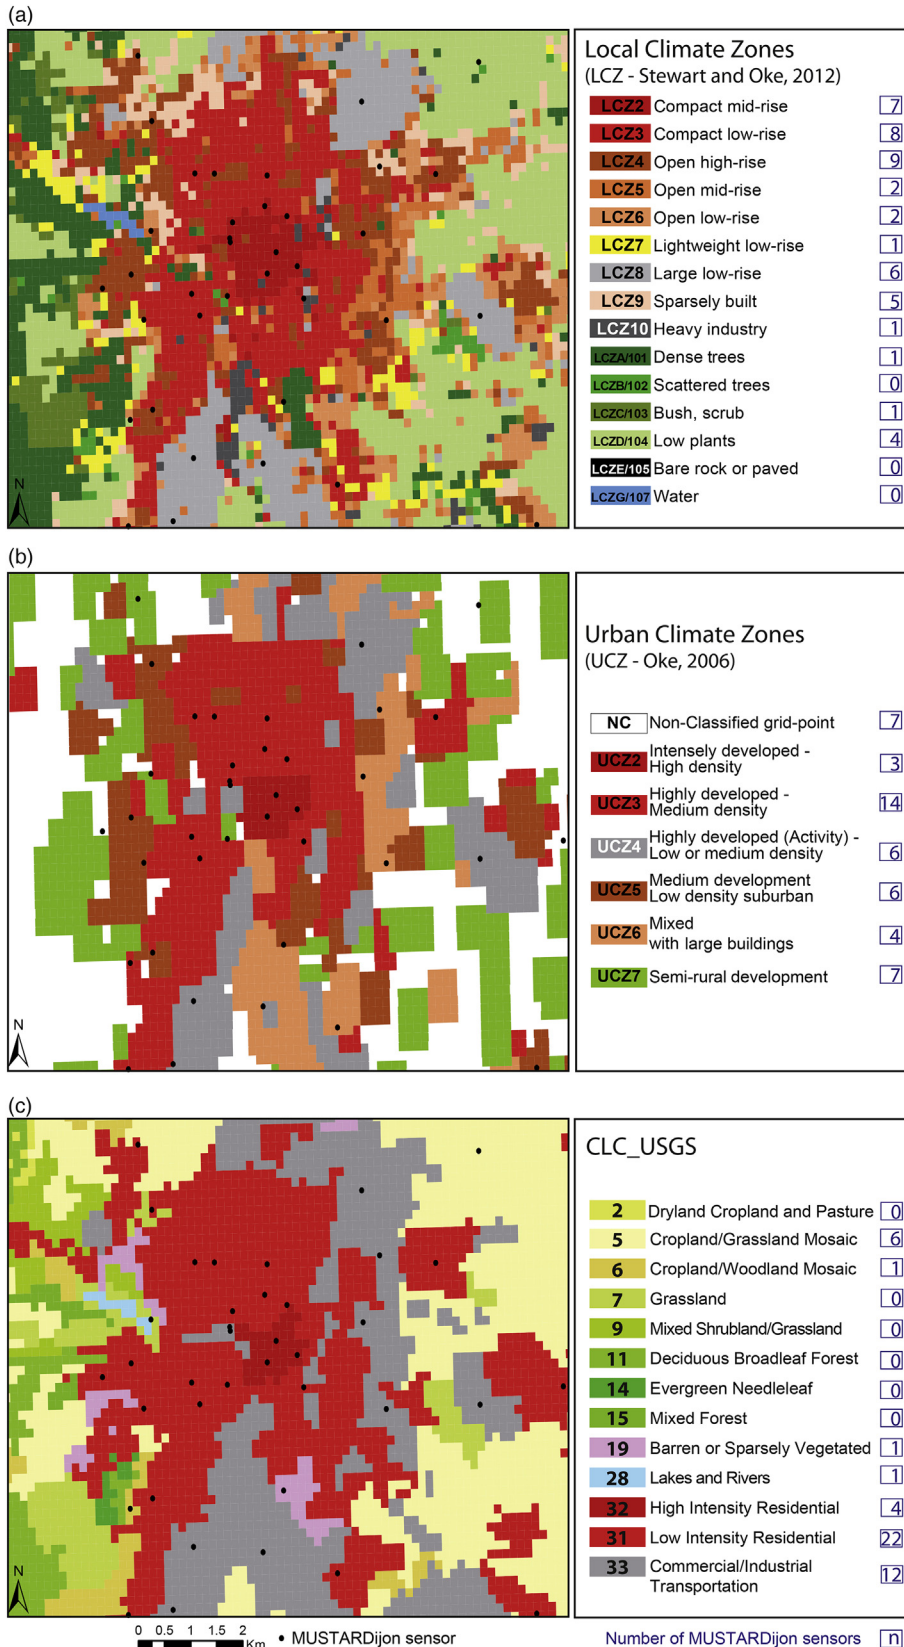 (a)
Local Climate Zones
(LCZ - Stewart and Oke, 2012)
LCZ2 Compact mid-rise 7
LCZ3 Compact low-rise 8
LCZ4 Open high-rise 9
LCZ5 Open mid-rise 2
LCZ6 Open low-rise 2
LCZ7 Lightweight low-rise 1
LCZ8 Large low-rise 6
LCZ9 Sparsely built 5
LCZ10 Heavy industry 1
LCZA/101 Dense trees 1
LCZB/102 Scattered trees 0
LCZC/103 Bush, scrub 1
LCZD/104 Low plants 4
LCZE/105 Bare rock or paved 0
LCZG/107 Water 0
N
(b)
Urban Climate Zones
(UCZ - Oke, 2006)
NC Non-Classified grid-point 7
UCZ2 Intensely developed -
High density 3
UCZ3 Highly developed -
Medium density 14
UCZ4 Highly developed (Activity) -
Low or medium density 6
UCZ5 Medium development
Low density suburban 6
UCZ6 Mixed
with large buildings 4
UCZ7 Semi-rural development 7
N
(c)
CLC_USGS
2 Dryland Cropland and Pasture 0
5 Cropland/Grassland Mosaic 6
6 Cropland/Woodland Mosaic 1
7 Grassland 0
9 Mixed Shrubland/Grassland 0
11 Deciduous Broadleaf Forest 0
14 Evergreen Needleleaf 0
15 Mixed Forest 0
19 Barren or Sparsely Vegetated 1
28 Lakes and Rivers 1
32 High Intensity Residential 4
31 Low Intensity Residential 22
33 Commercial/Industrial
Transportation 12
N
0 0.5 1 1.5 2
Km
• MUSTARDijon sensor
Number of MUSTARDijon sensors n